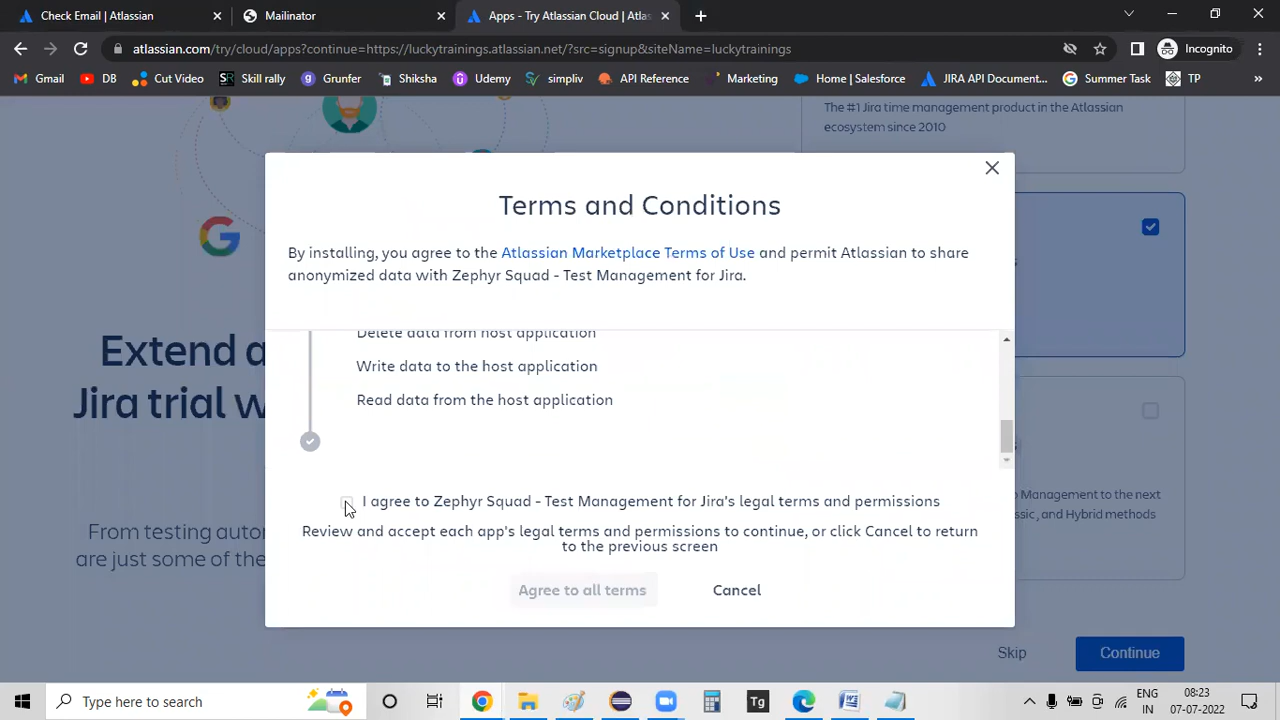 Check Email | Atlassian
Mailinator
Apps - Try Atlassian Cloud | Atlas
atlassian.com/try/cloud/apps?continue=https://luckytrainings.atlassian.net/?src=signup&siteName=luckytrainings
Incognito
Gmail
DB
Cut Video
Skill rally
Grunfer
Shiksha
Udemy
simpliv
API Reference
Marketing
Home | Salesforce
JIRA API Document...
Summer Task
TP
The #1 Jira time management product in the Atlassian
ecosystem since 2010
Terms and Conditions
By installing, you agree to the Atlassian Marketplace Terms of Use and permit Atlassian to share
anonymized data with Zephyr Squad - Test Management for Jira.
Delete data from host application
Write data to the host application
Read data from the host application
I agree to Zephyr Squad - Test Management for Jira's legal terms and permissions
Review and accept each app's legal terms and permissions to continue, or click Cancel to return
to the previous screen
Agree to all terms
Cancel
Extend a
Jira trial w
From testing autor
are just some of the
Management to the next
ssic, and Hybrid methods
Skip
Continue
Type here to search
Tg
ENG
IN
18:23
07-07-2022